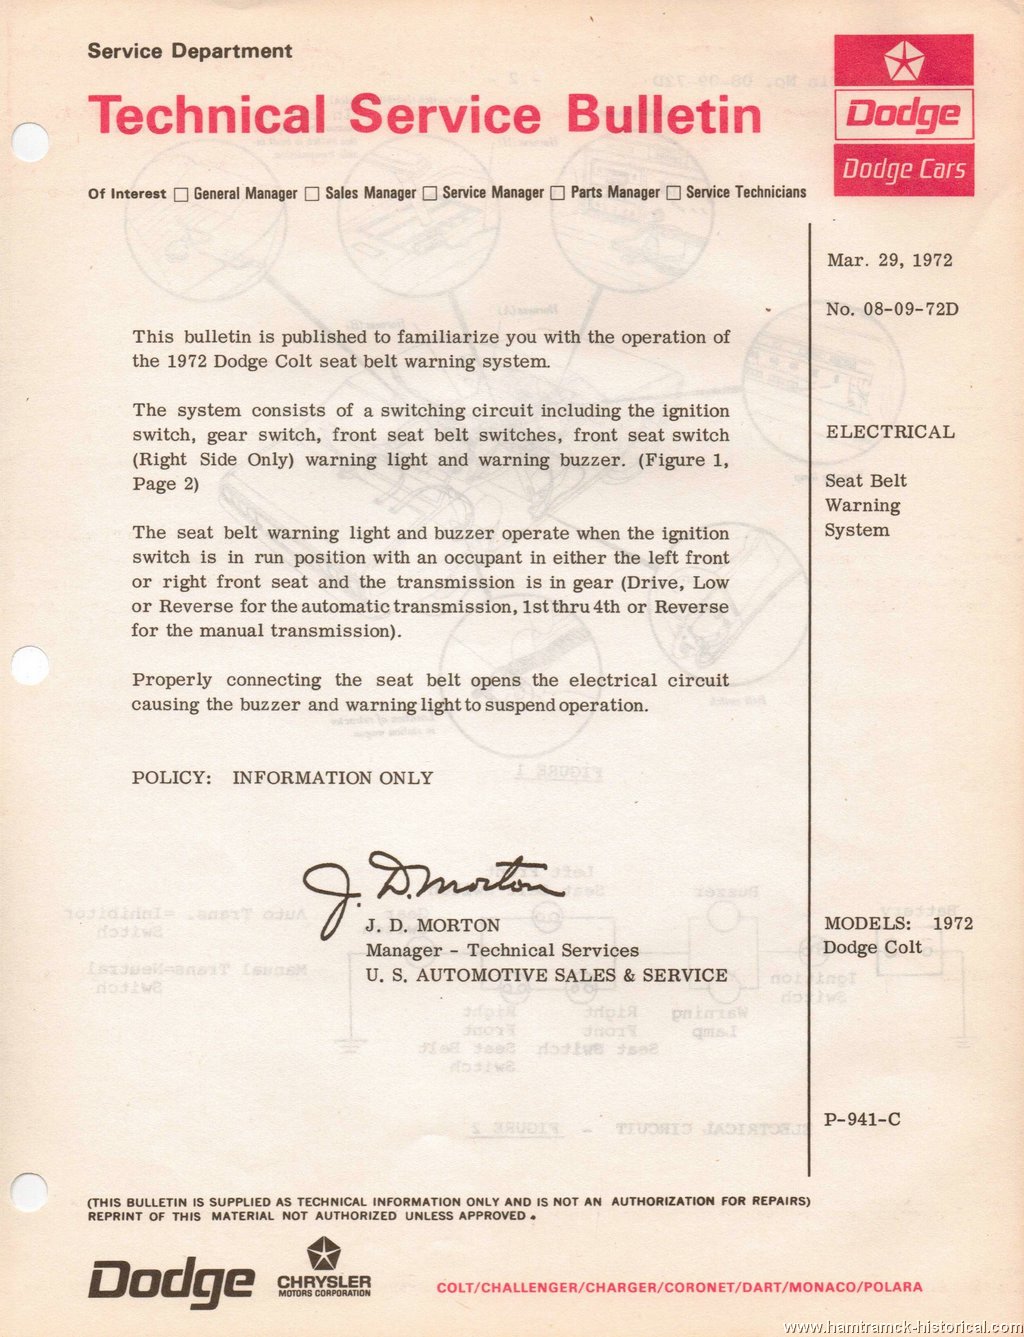 Service Department
Technical Service Bulletin
Dodge
Dodge Cars
Of Interest □ General Manager □ Sales Manager □ Service Manager □ Parts Manager □ Service Technicians
Mar. 29, 1972
No. 08-09-72D
This bulletin is published to familiarize you with the operation of
the 1972 Dodge Colt seat belt warning system.
The system consists of a switching circuit including the ignition
switch, gear switch, front seat belt switches, front seat switch
(Right Side Only) warning light and warning buzzer. (Figure 1,
Page 2)
ELECTRICAL
Seat Belt
Warning
System
The seat belt warning light and buzzer operate when the ignition
switch is in run position with an occupant in either the left front
or right front seat and the transmission is in gear (Drive, Low
or Reverse for the automatic transmission, 1st thru 4th or Reverse
for the manual transmission).
Properly connecting the seat belt opens the electrical circuit
causing the buzzer and warning light to suspend operation.
POLICY: INFORMATION ONLY
J. D. Morton
J. D. MORTON
Manager - Technical Services
U. S. AUTOMOTIVE SALES & SERVICE
MODELS: 1972
Dodge Colt
P-941-C
(THIS BULLETIN IS SUPPLIED AS TECHNICAL INFORMATION ONLY AND IS NOT AN AUTHORIZATION FOR REPAIRS)
REPRINT OF THIS MATERIAL NOT AUTHORIZED UNLESS APPROVED.
Dodge
CHRYSLER
MOTORS CORPORATION
COLT/CHALLENGER/CHARGER/CORONET/DART/MONACO/POLARA
www.hamtramck-historical.com